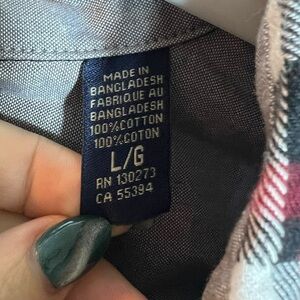 MADE IN
BANGLADESH
FABRIQUE AU
BANGLADESH
100%COTTON
100%COTON
L/G
RN 130273
CA 55394